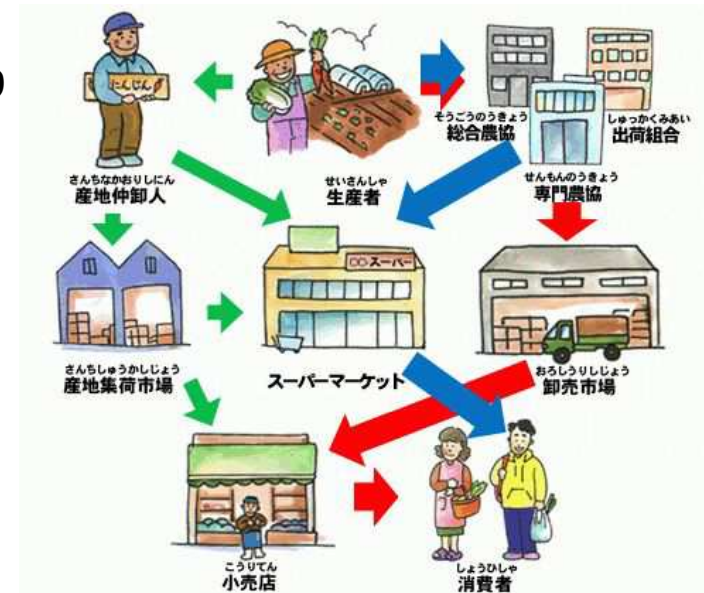 にんじん
そうごうのうきょう
総合農協
しゅっかくみあい
出荷組合
さんちなかおりしにん
産地仲卸人
せいさんしゃ
生産者
せんもんのうきょう
専門農協
○○スーパー
さんちしゅうかしじょう
産地集荷市場
スーパーマーケット
おろしうりしじょう
卸売市場
こうりてん
小売店
しょうひしゃ
消費者